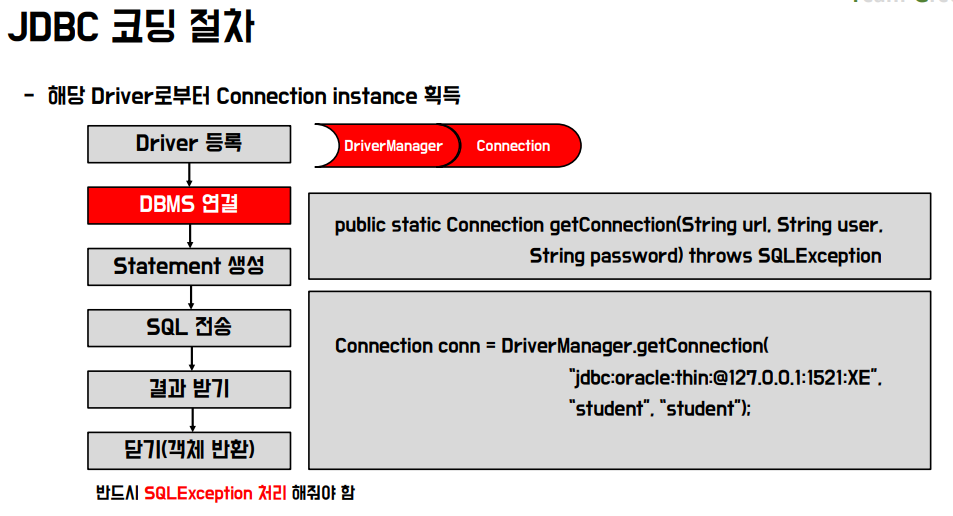 JDBC 코딩 절차
- 해당 Driver로부터 Connection instance 획득
Driver 등록
DBMS 연결
Statement 생성
SQL 전송
결과 받기
닫기(객체 반환)
DriverManager
Connection
public static Connection getConnection(String url, String user,
String password) throws SQLException
Connection conn = DriverManager.getConnection(
"jdbc:oracle:thin:@127.0.0.1:1521:XE",
"student", "student");
반드시 SQLException 처리 해줘야 함